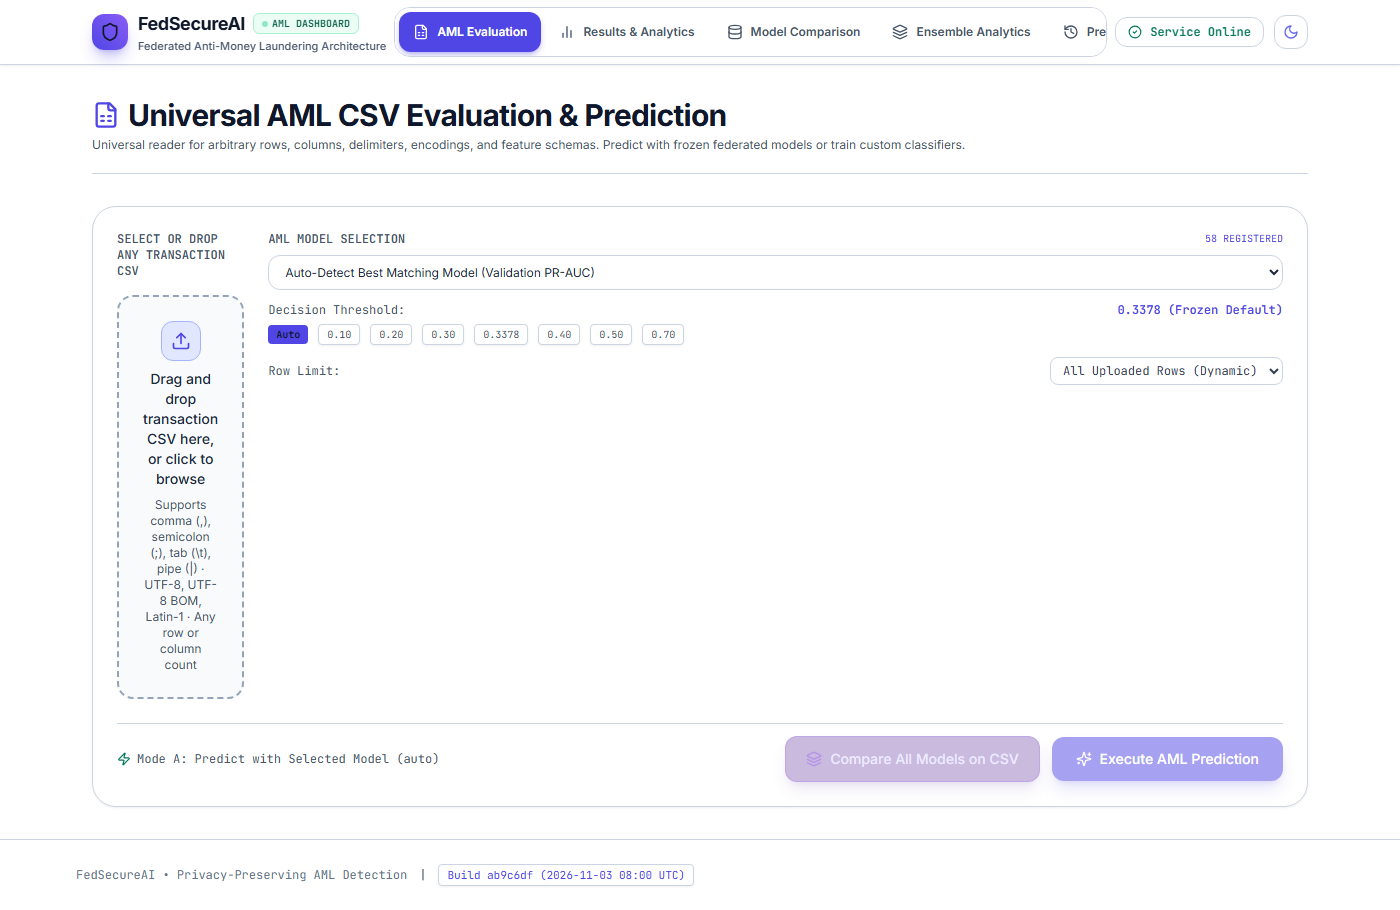 FedSecureAI
AML DASHBOARD
Federated Anti-Money Laundering Architecture
AML Evaluation
Results & Analytics
Model Comparison
Ensemble Analytics
Pre
Service Online
Universal AML CSV Evaluation & Prediction
Universal reader for arbitrary rows, columns, delimiters, encodings, and feature schemas. Predict with frozen federated models or train custom classifiers.
SELECT OR DROP
ANY TRANSACTION
CSV
Drag and
drop
transaction
CSV here,
or click to
browse
Supports
comma (,),
semicolon
(;), tab (\t),
pipe (|) ·
UTF-8, UTF-
8 BOM,
Latin-1 · Any
row or
column
count
AML MODEL SELECTION
58 REGISTERED
Auto-Detect Best Matching Model (Validation PR-AUC)
Decision Threshold:
0.3378 (Frozen Default)
Auto
0.10
0.20
0.30
0.3378
0.40
0.50
0.70
Row Limit:
All Uploaded Rows (Dynamic)
Mode A: Predict with Selected Model (auto)
Compare All Models on CSV
Execute AML Prediction
FedSecureAI • Privacy-Preserving AML Detection |
Build ab9c6df (2026-11-03 08:00 UTC)